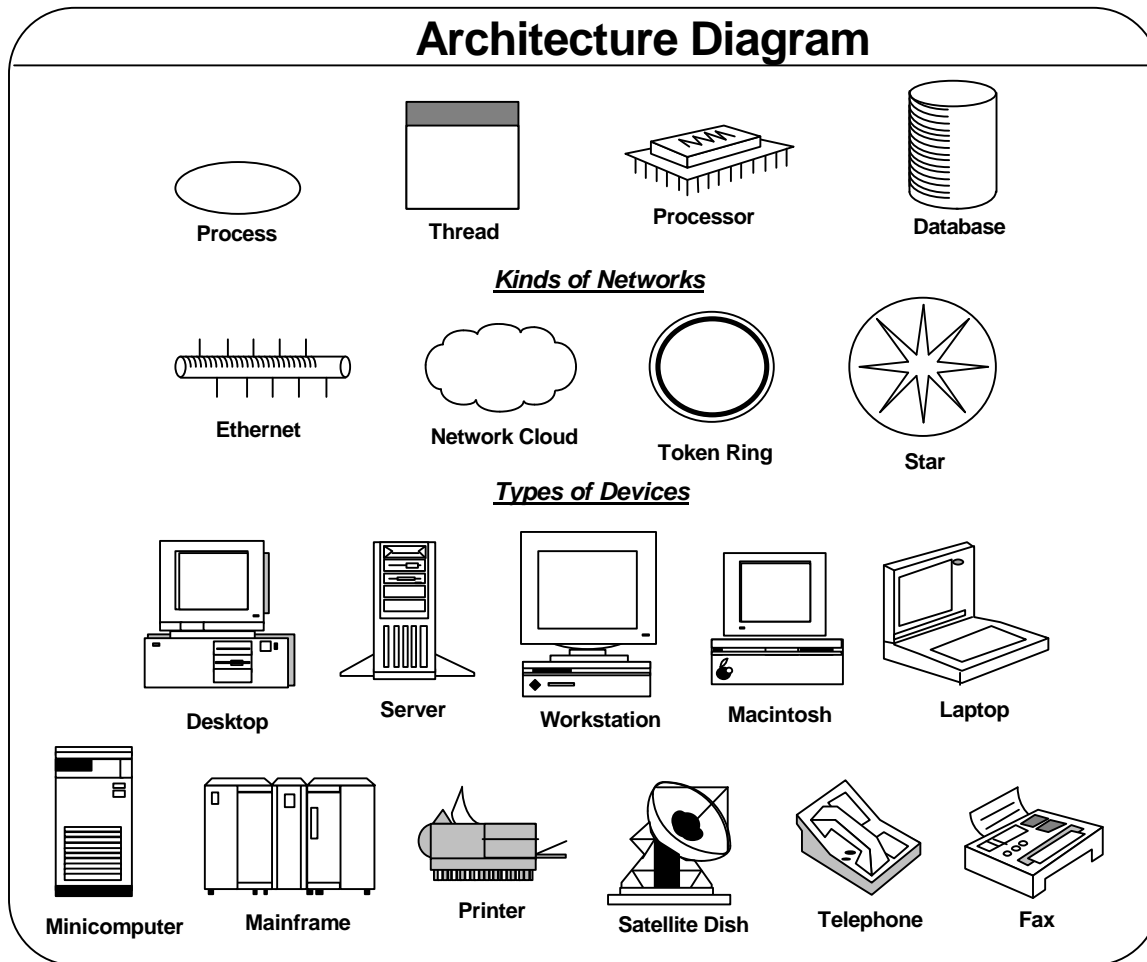 Architecture Diagram
Process
Thread
Processor
Database
Kinds of Networks
Ethernet
Network Cloud
Token Ring
Star
Types of Devices
Desktop
Server
Workstation
Macintosh
Laptop
Minicomputer
Mainframe
Printer
Satellite Dish
Telephone
Fax